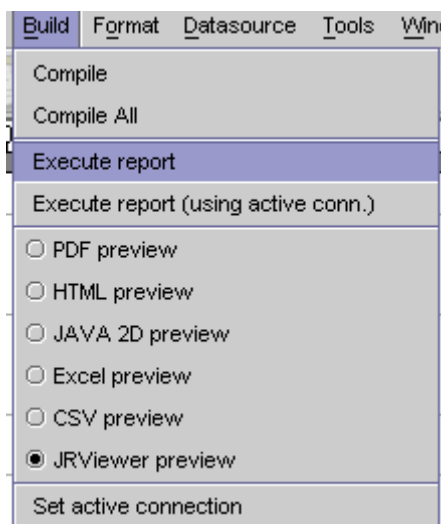 Build Format Datasource Tools
Compile
Compile All
Execute report
Execute report (using active conn.)
PDF preview
HTML preview
JAVA 2D preview
Excel preview
CSV preview
JRViewer preview
Set active connection